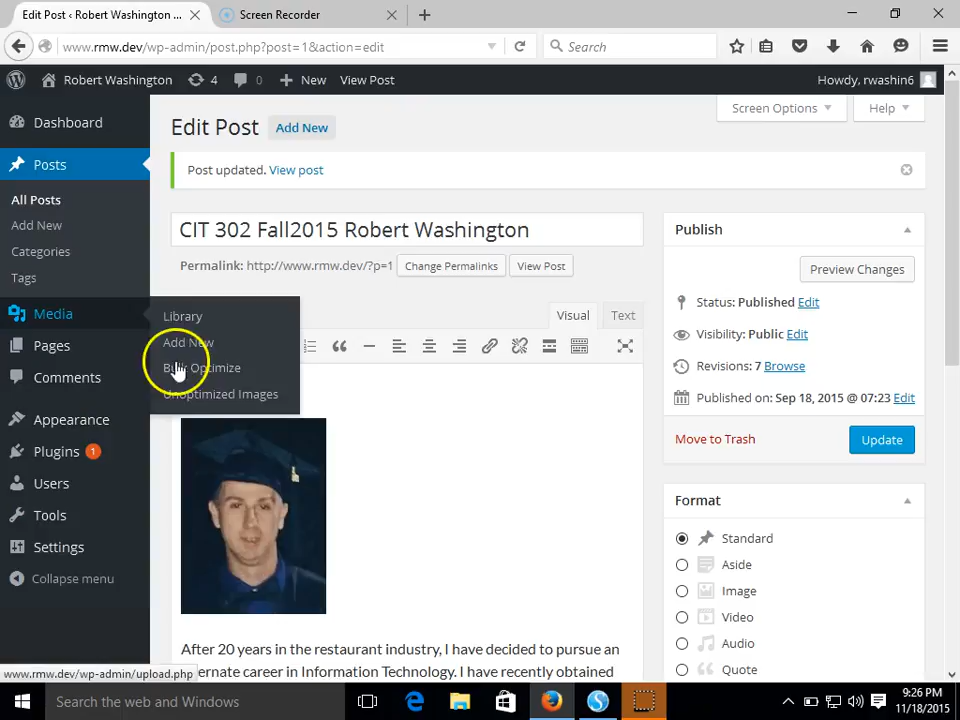 Edit Post ‹ Robert Washington ...
Screen Recorder
www.rmw.dev/wp-admin/post.php?post=1&action=edit
Search
Robert Washington
4
0
New
View Post
Howdy, rwashin6
Dashboard
Posts
All Posts
Add New
Categories
Tags
Media
Library
Add New
Bulk Optimize
Unoptimized Images
Pages
Comments
Appearance
Plugins 1
Users
Tools
Settings
Collapse menu
Screen Options
Help
Edit Post
Add New
Post updated. View post
CIT 302 Fall2015 Robert Washington
Permalink: http://www.rmw.dev/?p=1
Change Permalinks
View Post
Visual
Text
After 20 years in the restaurant industry, I have decided to pursue an
ernate career in Information Technology. I have recently obtained
Publish
Preview Changes
Status: Published Edit
Visibility: Public Edit
Revisions: 7 Browse
Published on: Sep 18, 2015 @ 07:23 Edit
Move to Trash
Update
Format
Standard
Aside
Image
Video
Audio
Quote
www.rmw.dev/wp-admin/upload.php
Search the web and Windows
9:26 PM
11/18/2015